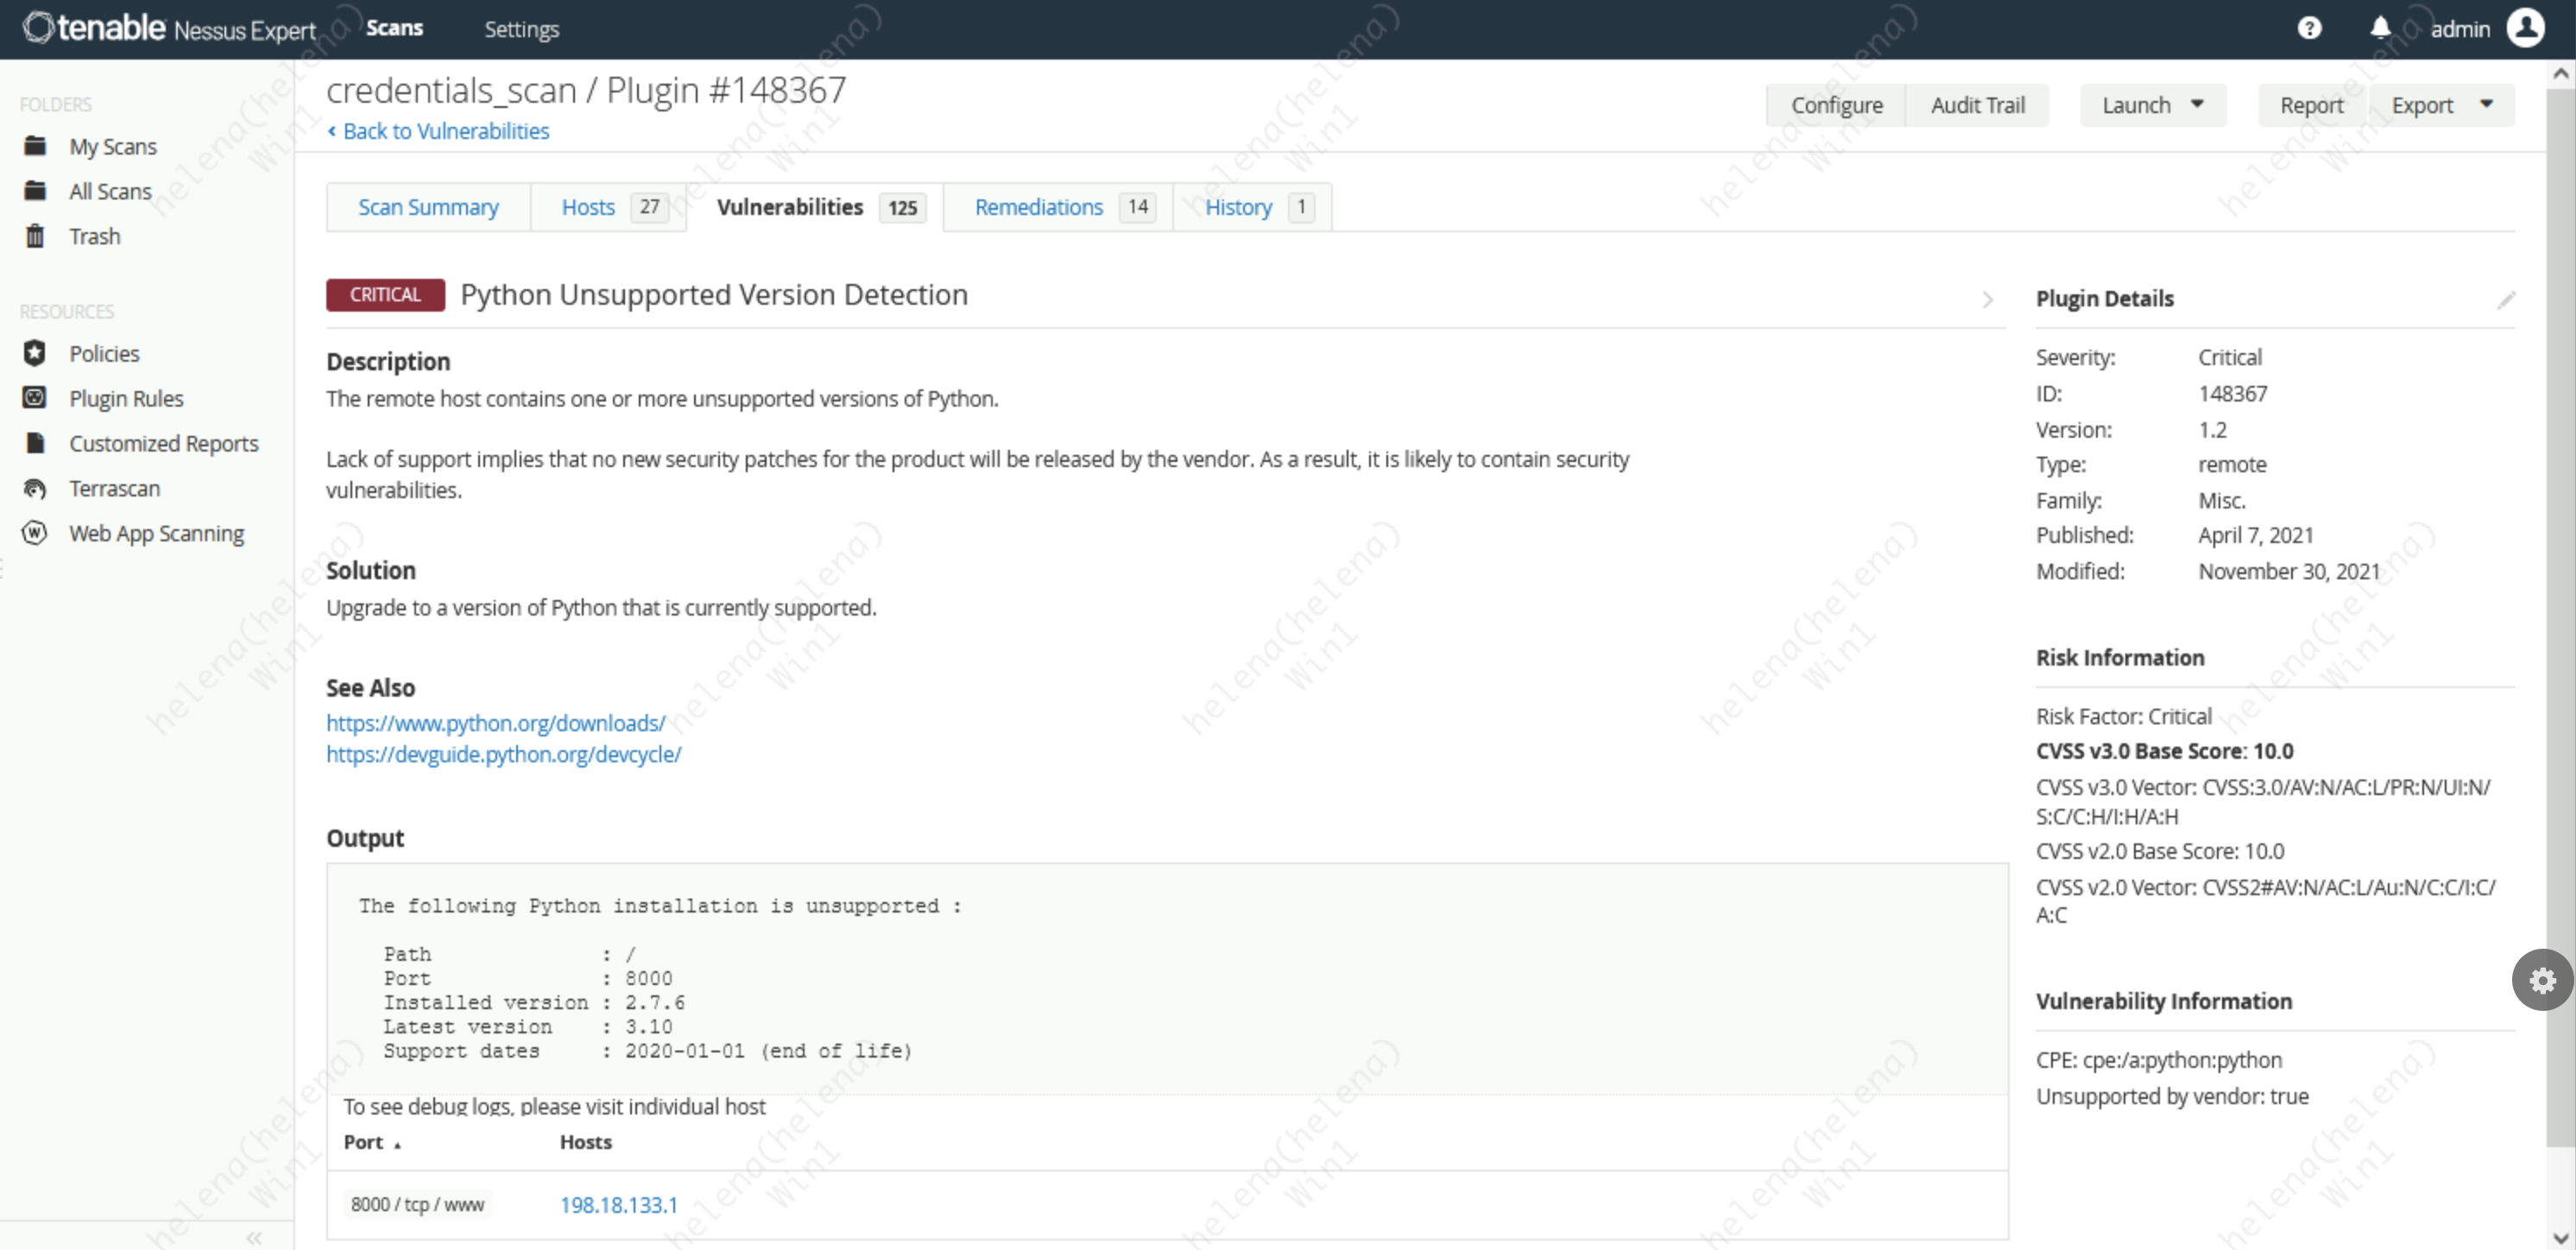 tenable Nessus Expert Scans Settings admin
FOLDERS
My Scans
All Scans
Trash
RESOURCES
Policies
Plugin Rules
Customized Reports
Terrascan
Web App Scanning
credentials_scan / Plugin #148367
Back to Vulnerabilities
Configure Audit Trail Launch Report Export
Scan Summary Hosts 27 Vulnerabilities 125 Remediations 14 History 1
CRITICAL Python Unsupported Version Detection
Description
The remote host contains one or more unsupported versions of Python.
Lack of support implies that no new security patches for the product will be released by the vendor. As a result, it is likely to contain security
vulnerabilities.
Solution
Upgrade to a version of Python that is currently supported.
See Also
https://www.python.org/downloads/
https://devguide.python.org/devcycle/
Output
The following Python installation is unsupported :
Path : /
Port : 8000
Installed version : 2.7.6
Latest version : 3.10
Support dates : 2020-01-01 (end of life)
To see debug logs, please visit individual host
Port Hosts
8000 / tcp / www 198.18.133.1
Plugin Details
Severity: Critical
ID: 148367
Version: 1.2
Type: remote
Family: Misc.
Published: April 7, 2021
Modified: November 30, 2021
Risk Information
Risk Factor: Critical
CVSS v3.0 Base Score: 10.0
CVSS v3.0 Vector: CVSS:3.0/AV:N/AC:L/PR:N/UI:N/
S:C/C:H/I:H/A:H
CVSS v2.0 Base Score: 10.0
CVSS v2.0 Vector: CVSS2#AV:N/AC:L/Au:N/C:C/I:C/
A:C
Vulnerability Information
CPE: cpe:/a:python:python
Unsupported by vendor: true
helena(helena)
Win1